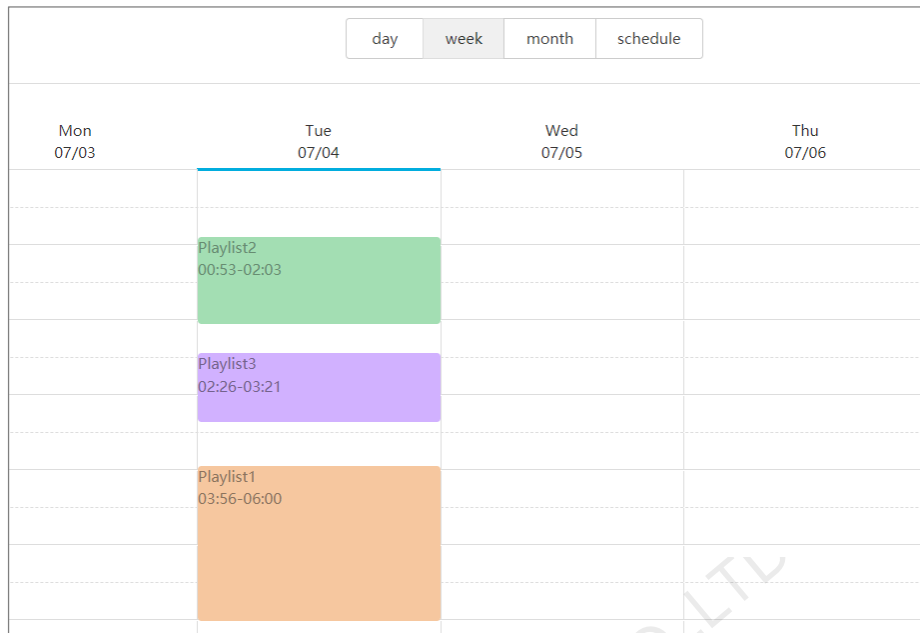 day week month schedule
Mon Tue Wed Thu
07/03 07/04 07/05 07/06
Playlist2
00:53-02:03
Playlist3
02:26-03:21
Playlist1
03:56-06:00